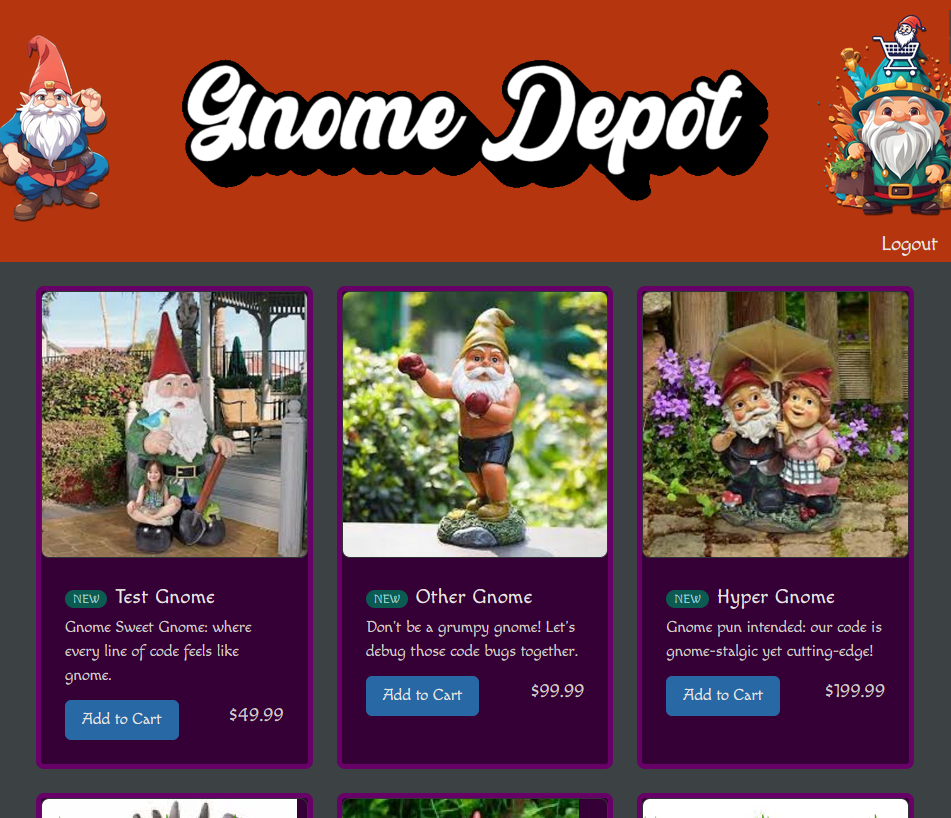 Gnome Depot
Logout
NEW Test Gnome
Gnome Sweet Gnome: where
every line of code feels like
gnome.
Add to Cart $49.99
NEW Other Gnome
Don't be a grumpy gnome! Let's
debug those code bugs together.
Add to Cart $99.99
NEW Hyper Gnome
Gnome pun intended: our code is
gnome-stalgic yet cutting-edge!
Add to Cart $199.99